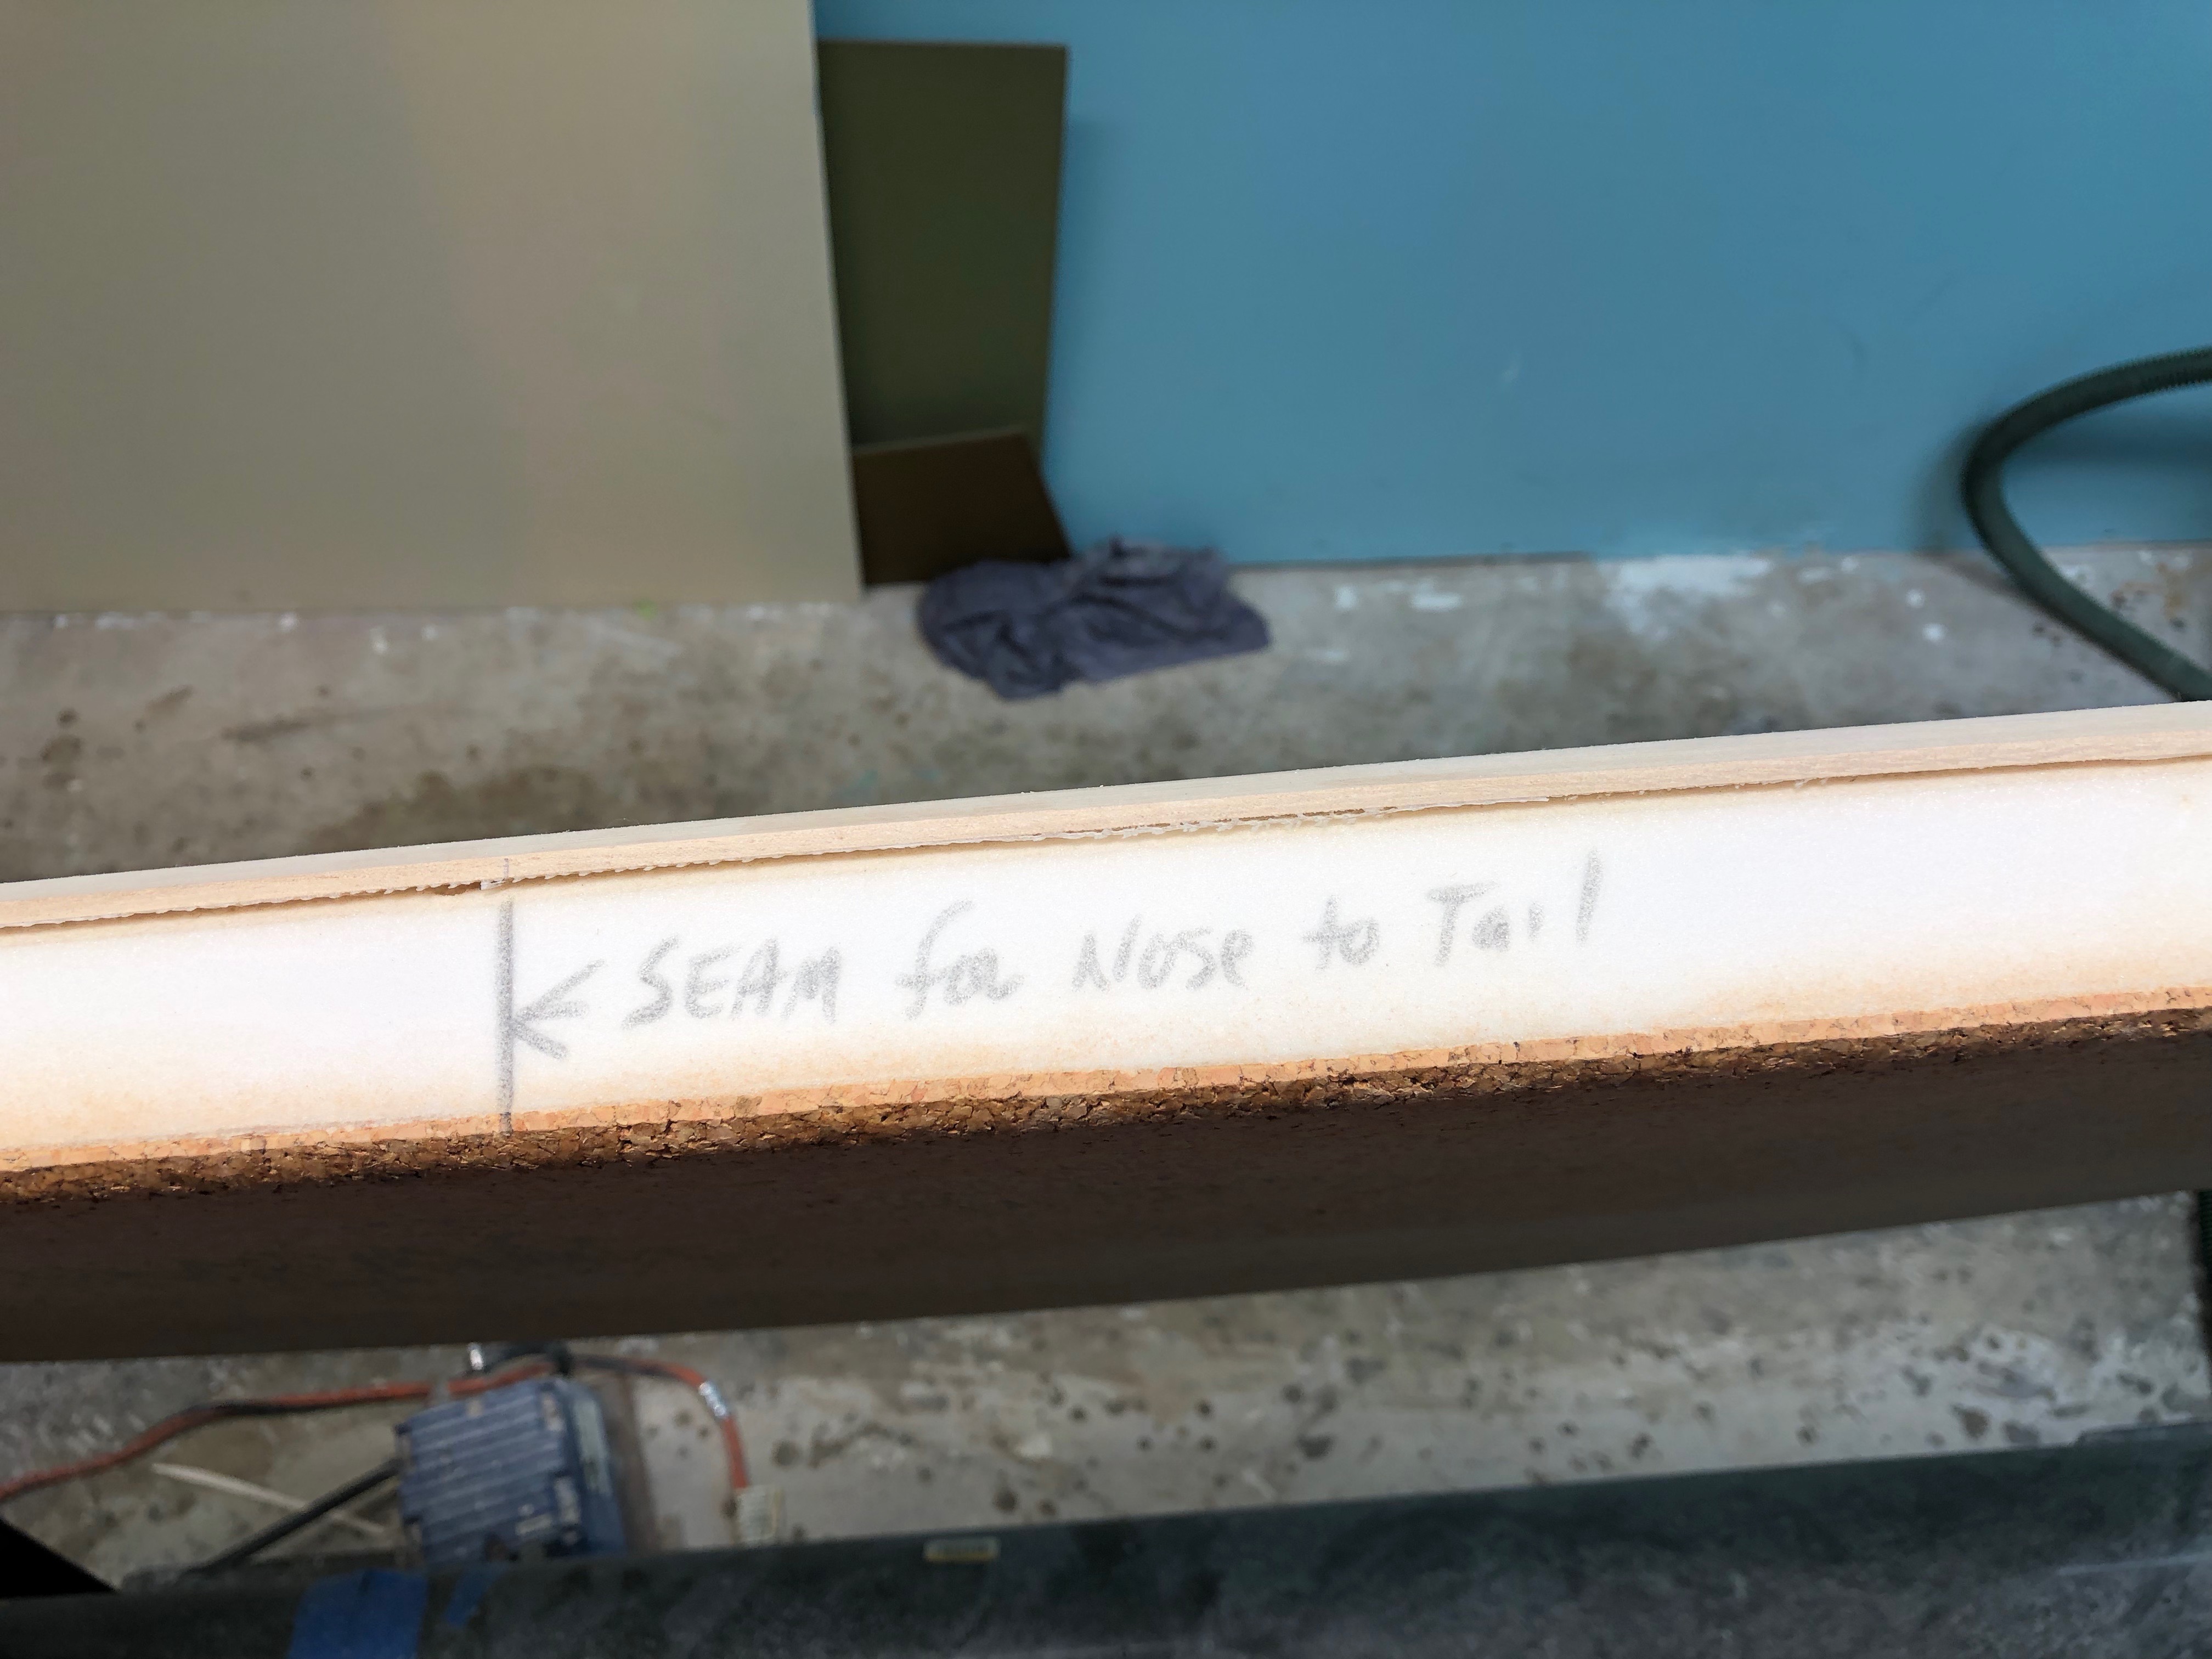 ← SEAM for Nose to Tail